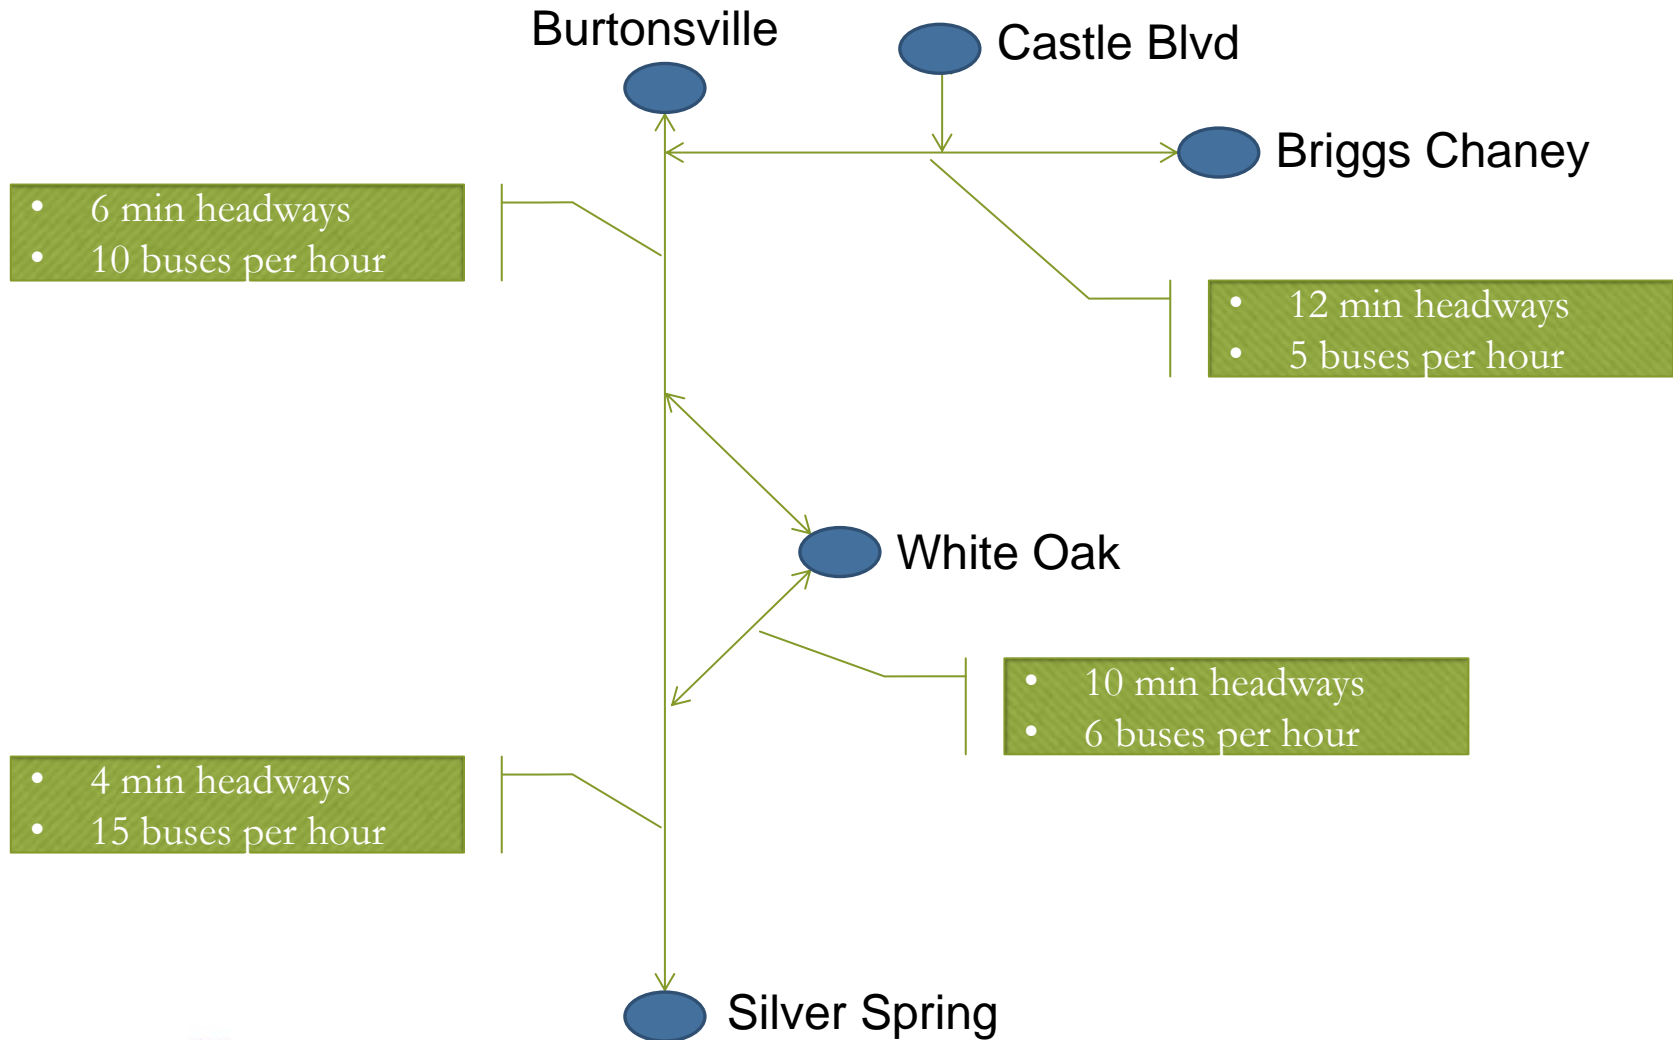 Burtonsville
Castle Blvd
Briggs Chaney
• 6 min headways
• 10 buses per hour
• 12 min headways
• 5 buses per hour
White Oak
• 10 min headways
• 6 buses per hour
• 4 min headways
• 15 buses per hour
Silver Spring